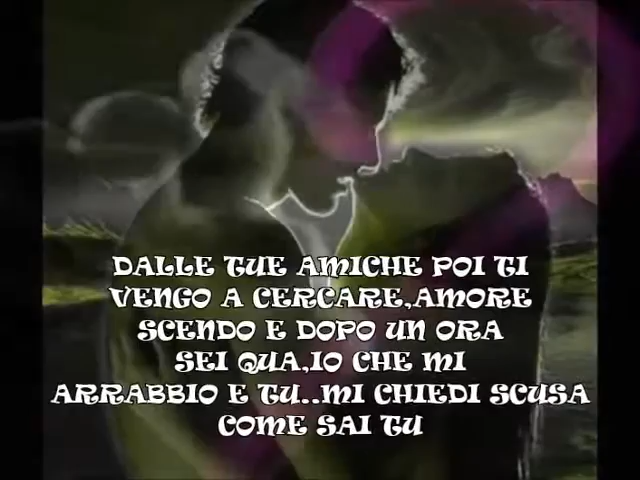 DALLE TUE AMICHE POI TI
VENGO A CERCARE,AMORE
SCENDO E DOPO UN ORA
SEI QUA,IO CHE MI
ARRABBIO E TU..MI CHIEDI SCUSA
COME SAI TU